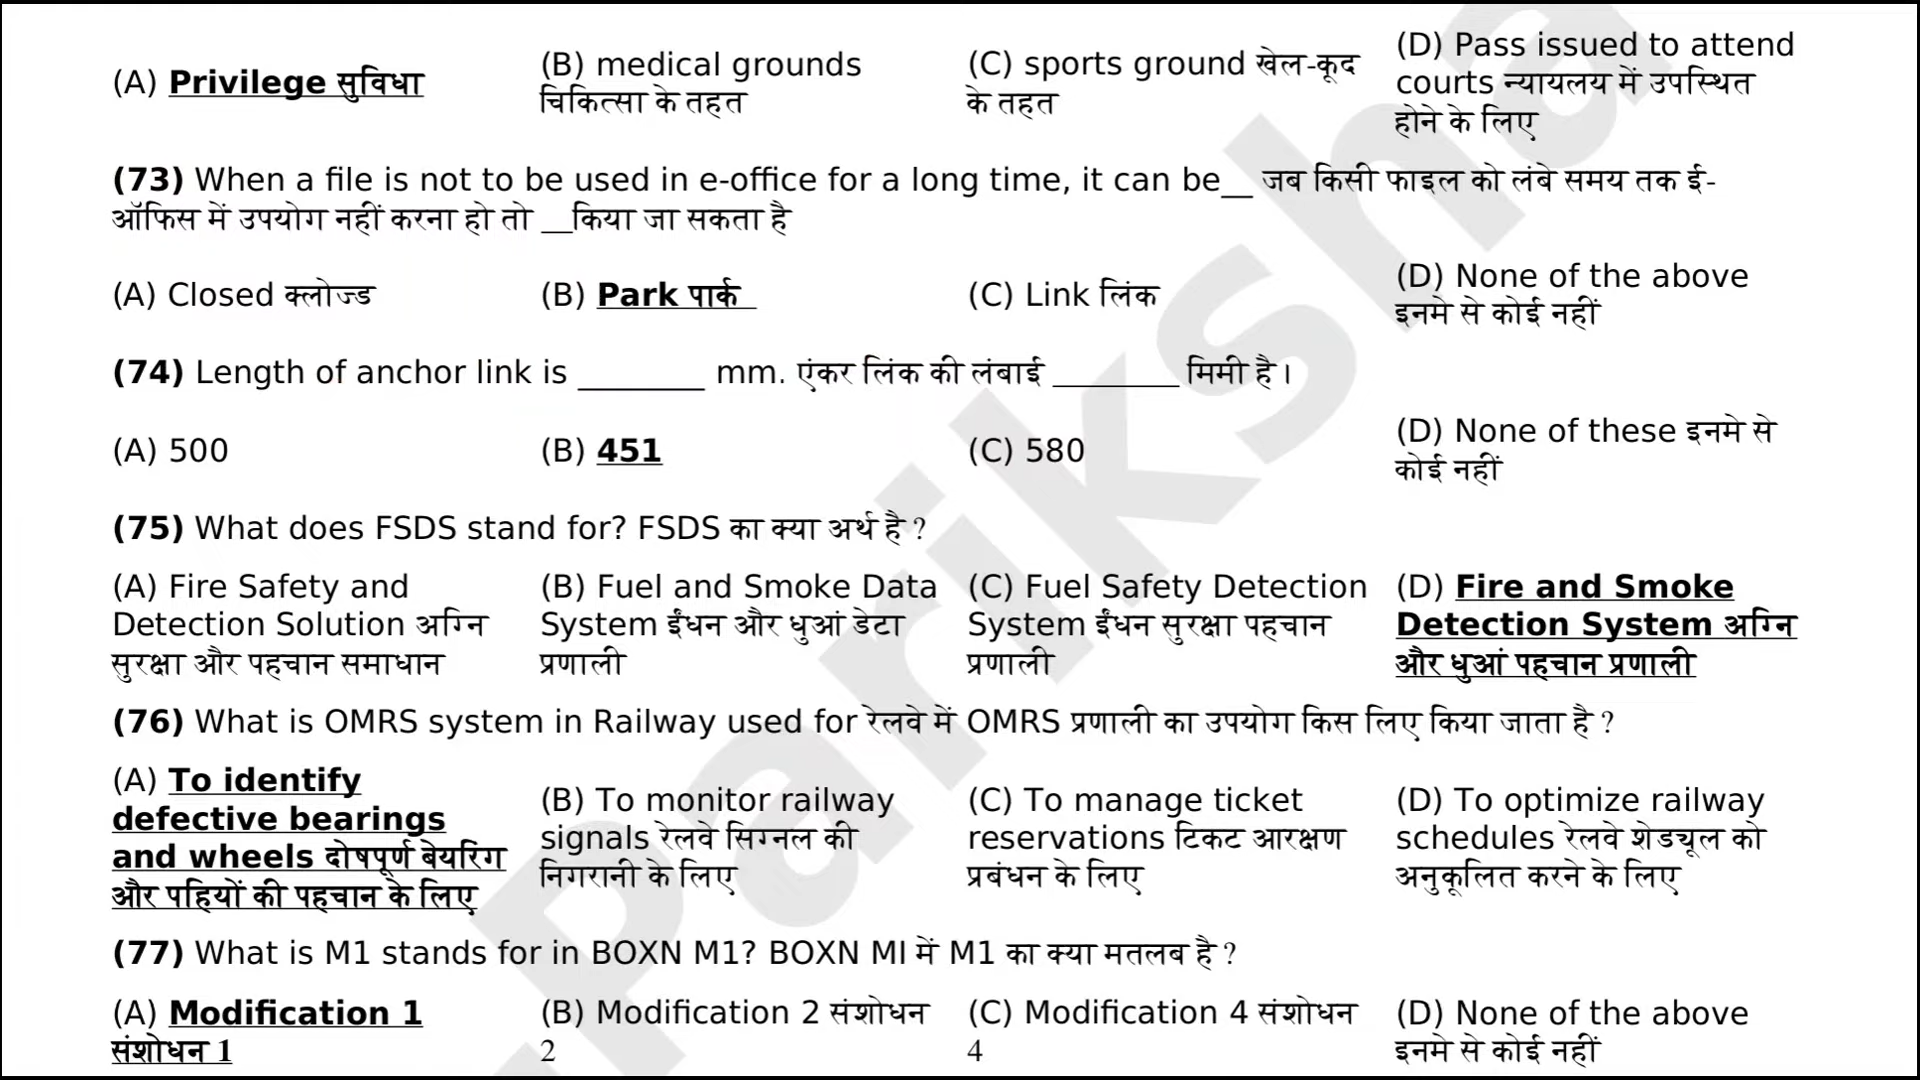 (A) Privilege सुविधा
(B) medical grounds
चिकित्सा के तहत
(C) sports ground खेल-कूद
के तहत
(D) Pass issued to attend
courts न्यायलय में उपस्थित
होने के लिए
(73) When a file is not to be used in e-office for a long time, it can be__ जब किसी फाइल को लंबे समय तक ई-
ऑफिस में उपयोग नहीं करना हो तो __किया जा सकता है
(A) Closed क्लोज्ड
(B) Park पार्क
(C) Link लिंक
(D) None of the above
इनमे से कोई नहीं
(74) Length of anchor link is ________ mm. एंकर लिंक की लंबाई ________ मिमी है।
(A) 500
(B) 451
(C) 580
(D) None of these इनमे से
कोई नहीं
(75) What does FSDS stand for? FSDS का क्या अर्थ है ?
(A) Fire Safety and
Detection Solution अग्नि
सुरक्षा और पहचान समाधान
(B) Fuel and Smoke Data
System ईंधन और धुआं डेटा
प्रणाली
(C) Fuel Safety Detection
System ईंधन सुरक्षा पहचान
प्रणाली
(D) Fire and Smoke
Detection System अग्नि
और धुआं पहचान प्रणाली
(76) What is OMRS system in Railway used for रेलवे में OMRS प्रणाली का उपयोग किस लिए किया जाता है ?
(A) To identify
defective bearings
and wheels दोषपूर्ण बेयरिंग
और पहियों की पहचान के लिए
(B) To monitor railway
signals रेलवे सिग्नल की
निगरानी के लिए
(C) To manage ticket
reservations टिकट आरक्षण
प्रबंधन के लिए
(D) To optimize railway
schedules रेलवे शेड्यूल को
अनुकूलित करने के लिए
(77) What is M1 stands for in BOXN M1? BOXN MI में M1 का क्या मतलब है ?
(A) Modification 1
संशोधन 1
(B) Modification 2 संशोधन
2
(C) Modification 4 संशोधन
4
(D) None of the above
इनमे से कोई नहीं
Pariksha